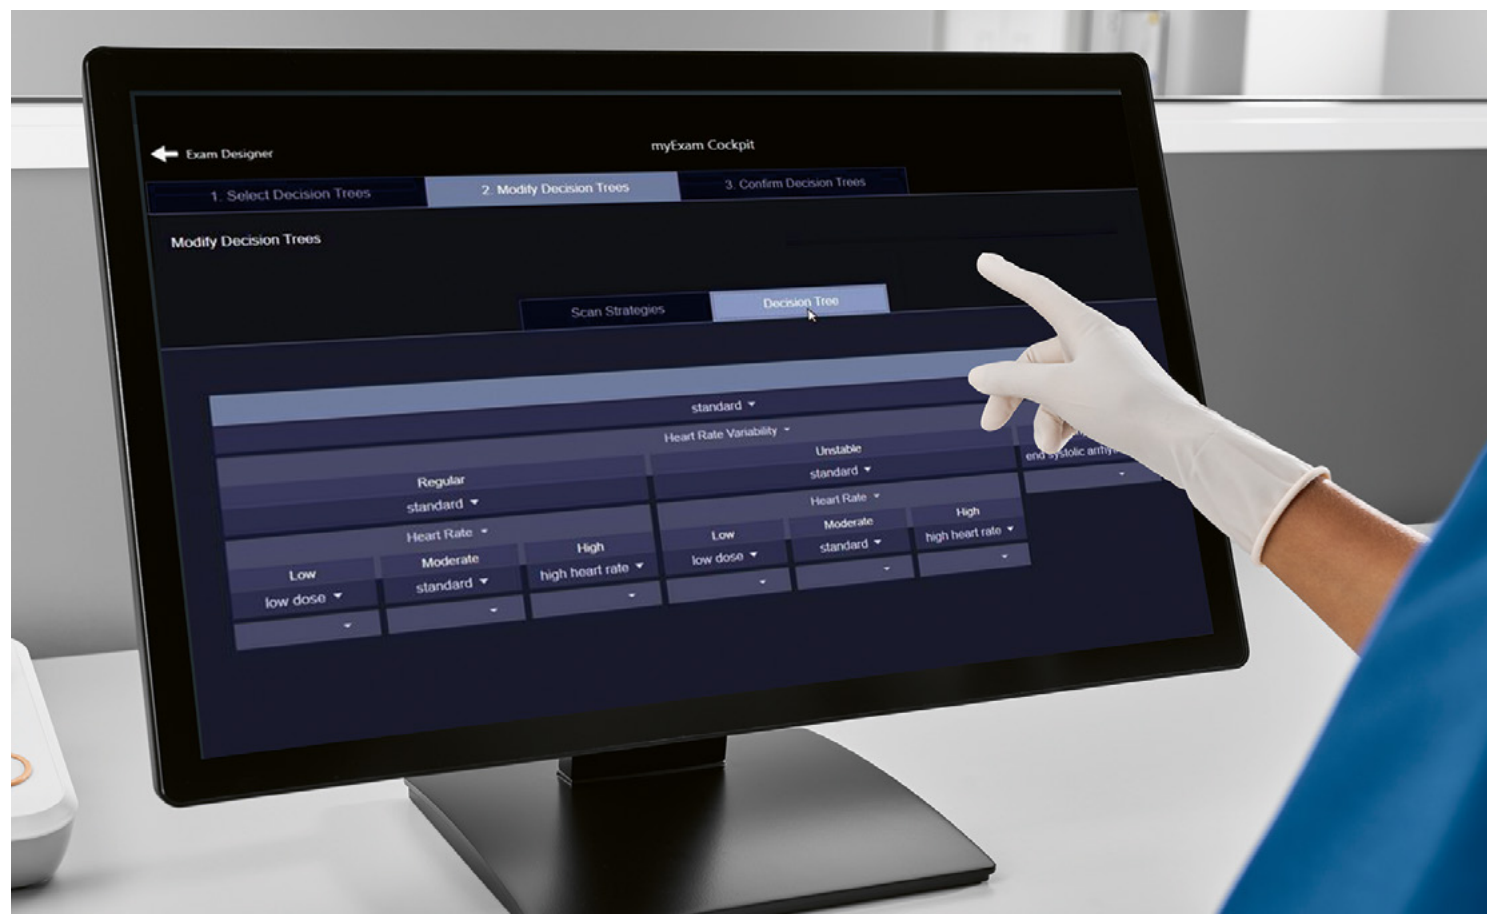 Exam Designer
myExam Cockpit
1. Select Decision Trees
2. Modify Decision Trees
3. Confirm Decision Trees
Modify Decision Trees
Scan Strategies
Decision Tree
standard
Heart Rate Variability
Regular
Unstable
end systolic
standard
standard
Heart Rate
Heart Rate
Low
Moderate
High
Low
Moderate
High
low dose
standard
high heart rate
low dose
standard
high heart rate